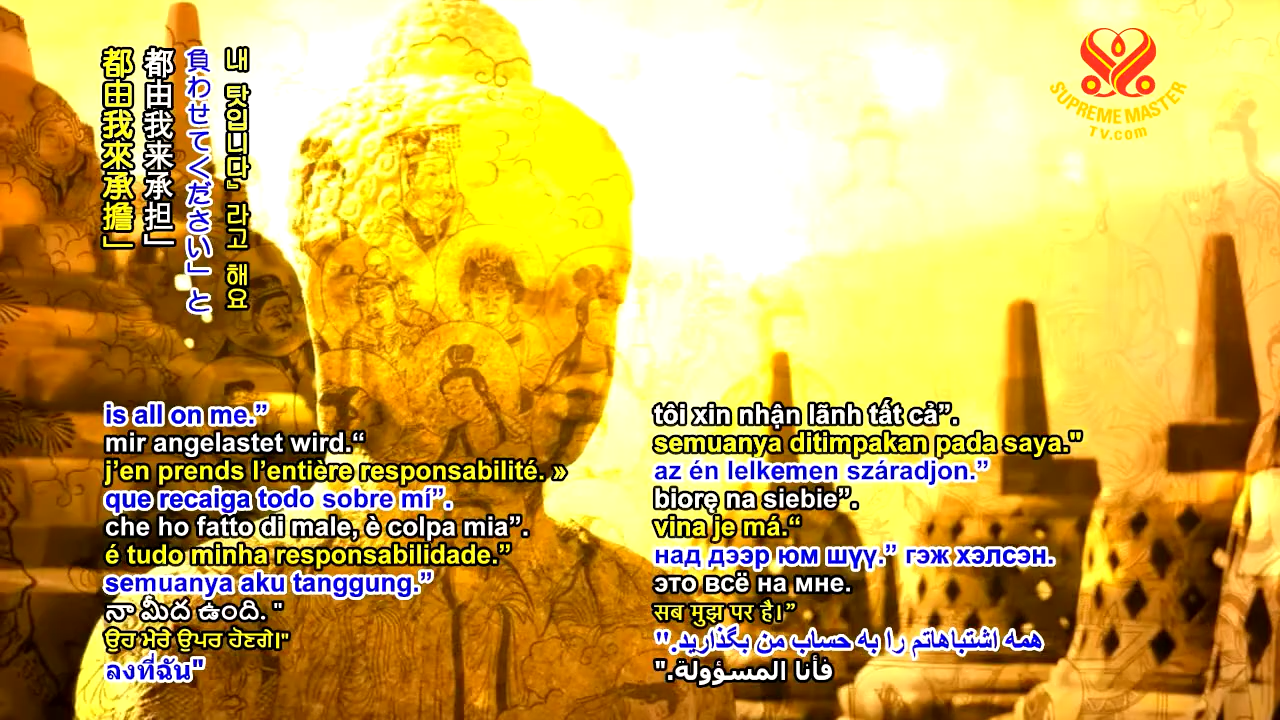 내 탓입니다』 라고 해요
負わせてください」と
都由我来承担」
都由我來承擔」
SUPREME MASTER
TV.com
is all on me.”
mir angelastet wird.“
j’en prends l’entière responsabilité. »
que recaiga todo sobre mí”.
che ho fatto di male, è colpa mia”.
é tudo minha responsabilidade.”
semuanya aku tanggung.”
నా మీద ఉంది. "
ਉਹ ਮੇਰੇ ਉਪਰ ਹੋਣਗੇ।"
ลงที่ฉัน"
tôi xin nhận lãnh tất cả”.
semuanya ditimpakan pada saya."
az én lelkemen száradjon.”
biorę na siebie”.
vina je má.“
над дээр юм шүү.” гэж хэлсэн.
это всё на мне.
सब मुझ पर है।”
همه اشتباهاتم را به حساب من بگذارید."
فأنا المسؤولة."